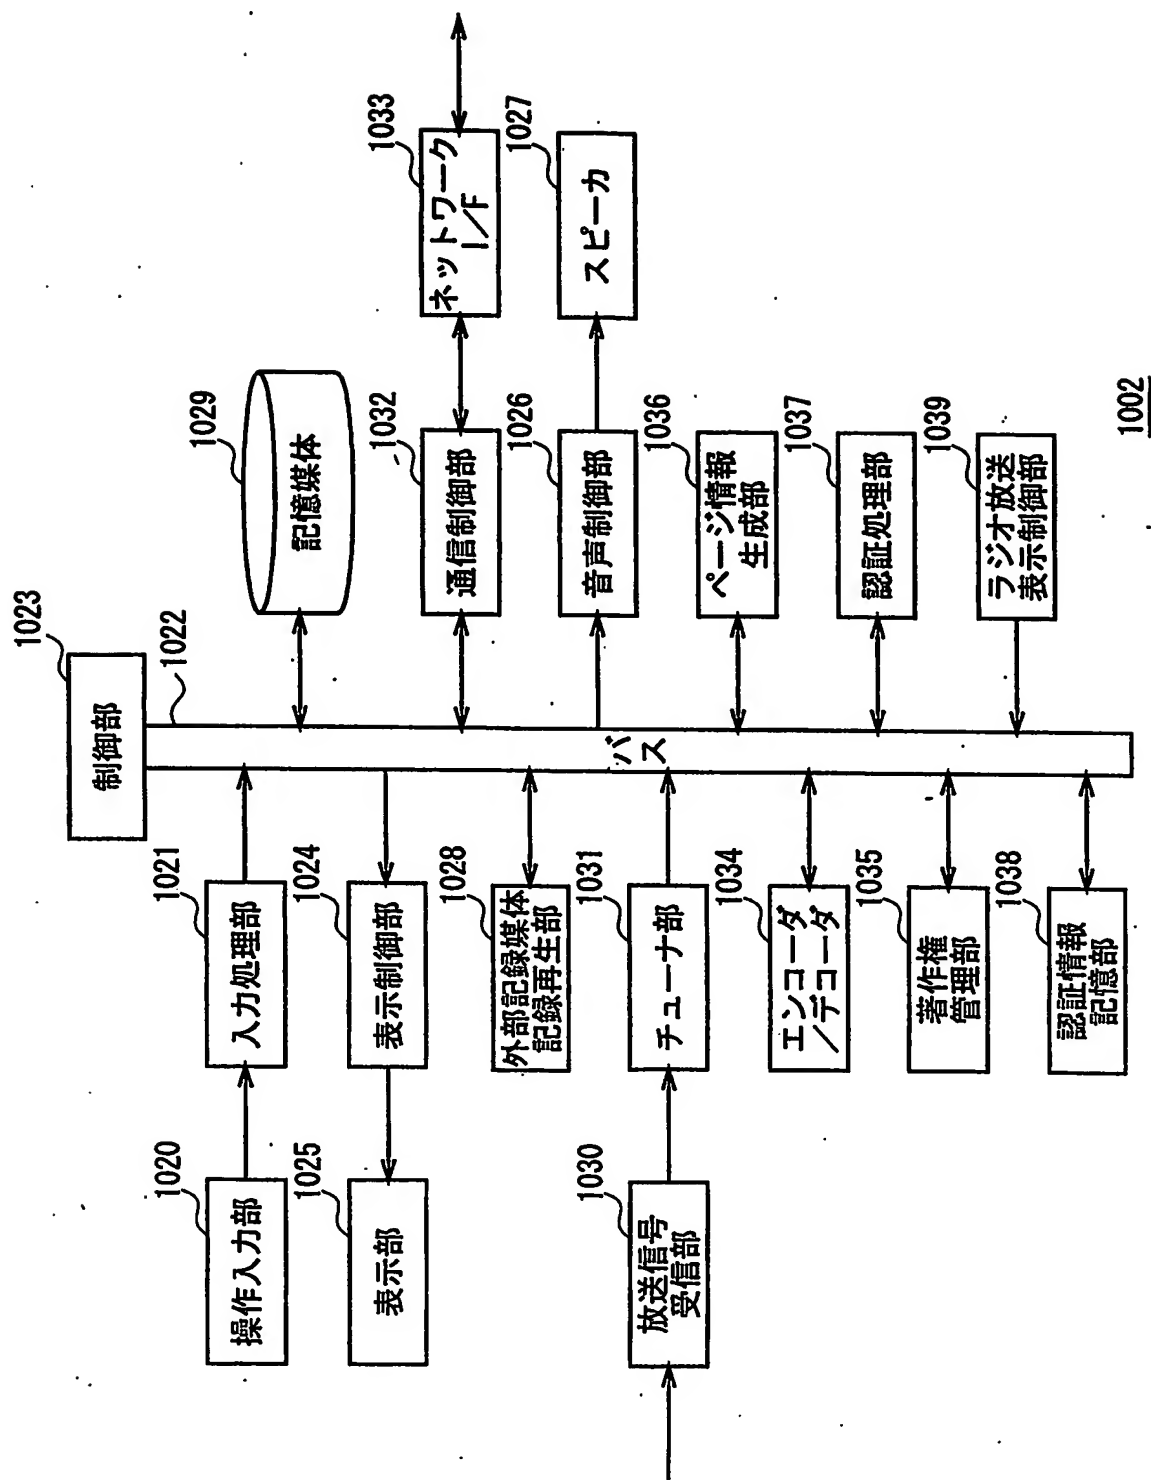 1023
制御部
1022
バス
1020
操作入力部
1021
入力処理部
1029
記憶媒体
1025
表示部
1024
表示制御部
1032
通信制御部
1033
ネットワーク
I/F
1028
外部記録媒体
記録再生部
1026
音声制御部
1027
スピーカ
1030
放送信号
受信部
1031
チューナ部
1036
ページ情報
生成部
1034
エンコーダ
/デコーダ
1037
認証処理部
1035
著作権
管理部
1039
ラジオ放送
表示制御部
1038
認証情報
記憶部
1002